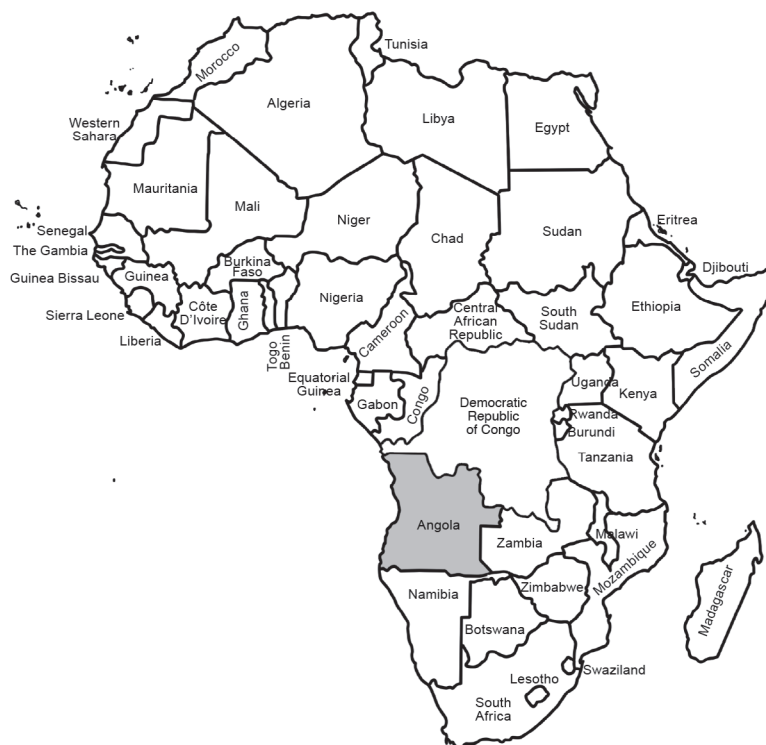 Tunisia
Morocco
Algeria
Libya
Egypt
Western
Sahara
Mauritania
Mali
Niger
Chad
Sudan
Eritrea
Senegal
The Gambia
Guinea Bissau
Guinea
Burkina
Faso
Djibouti
Sierra Leone
Côte
D'Ivoire
Ghana
Nigeria
Central
African
Republic
South
Sudan
Ethiopia
Liberia
Togo
Benin
Cameroon
Somalia
Equatorial
Guinea
Gabon
Congo
Democratic
Republic
of Congo
Uganda
Kenya
Rwanda
Burundi
Tanzania
Angola
Zambia
Malawi
Mozambique
Madagascar
Namibia
Zimbabwe
Botswana
Swaziland
Lesotho
South
Africa